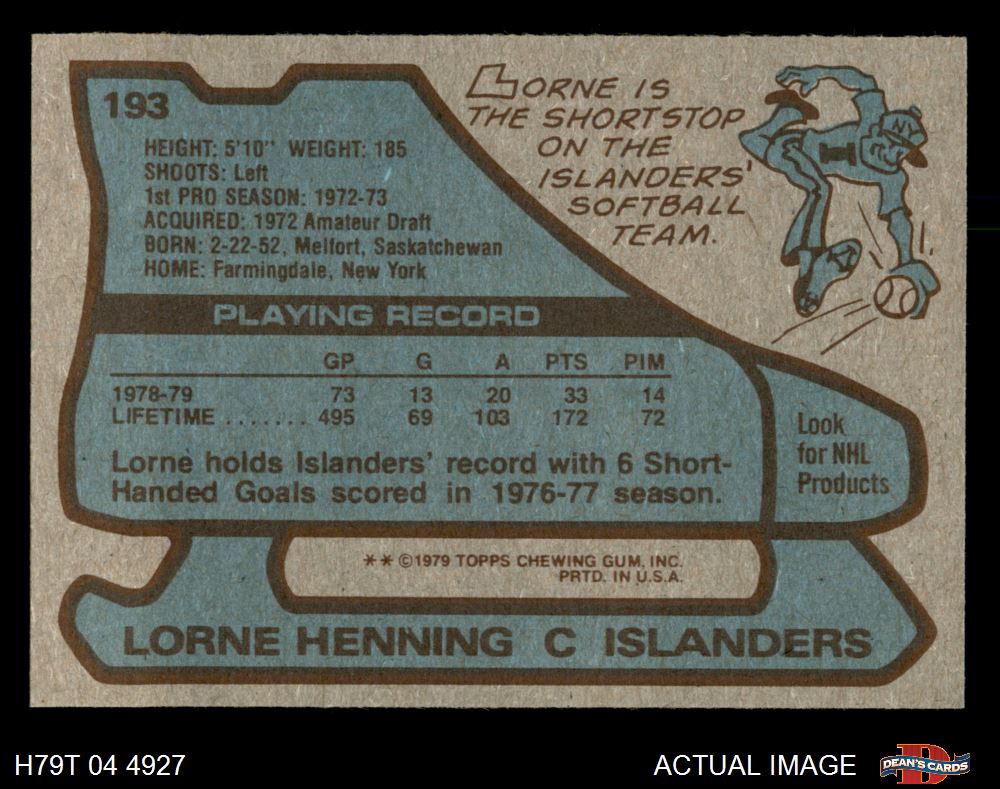 193
HEIGHT: 5'10" WEIGHT: 185
SHOOTS: Left
1st PRO SEASON: 1972-73
ACQUIRED: 1972 Amateur Draft
BORN: 2-22-52, Melfort, Saskatchewan
HOME: Farmingdale, New York
LORNE IS
THE SHORTSTOP
ON THE
ISLANDERS'
SOFTBALL
TEAM.
NY
I
PLAYING RECORD
GP G A PTS PIM
1978-79 73 13 20 33 14
LIFETIME ....... 495 69 103 172 72
Lorne holds Islanders' record with 6 Short-
Handed Goals scored in 1976-77 season.
Look
for NHL
Products
** ©1979 TOPPS CHEWING GUM, INC.
PRTD. IN U.S.A.
LORNE HENNING C ISLANDERS
H79T 04 4927
ACTUAL IMAGE
D
DEAN'S CARDS